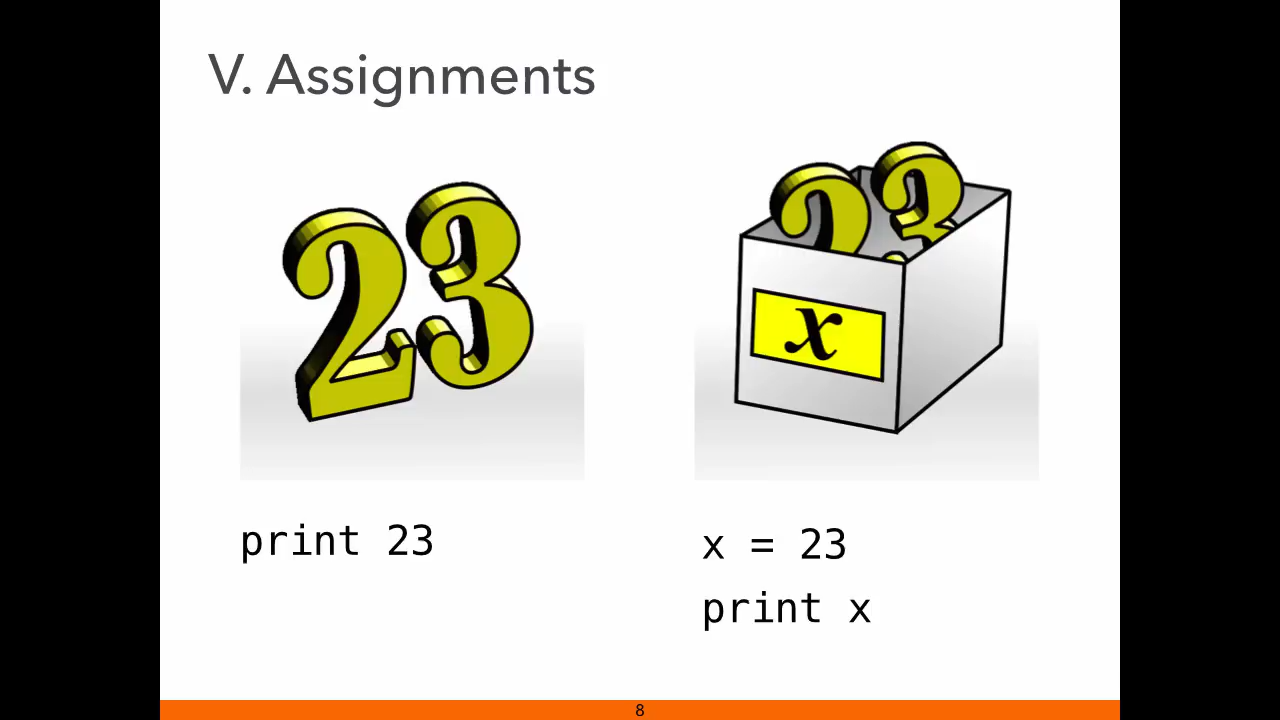 V. Assignments
23
23
x
print 23
x = 23
print x
8